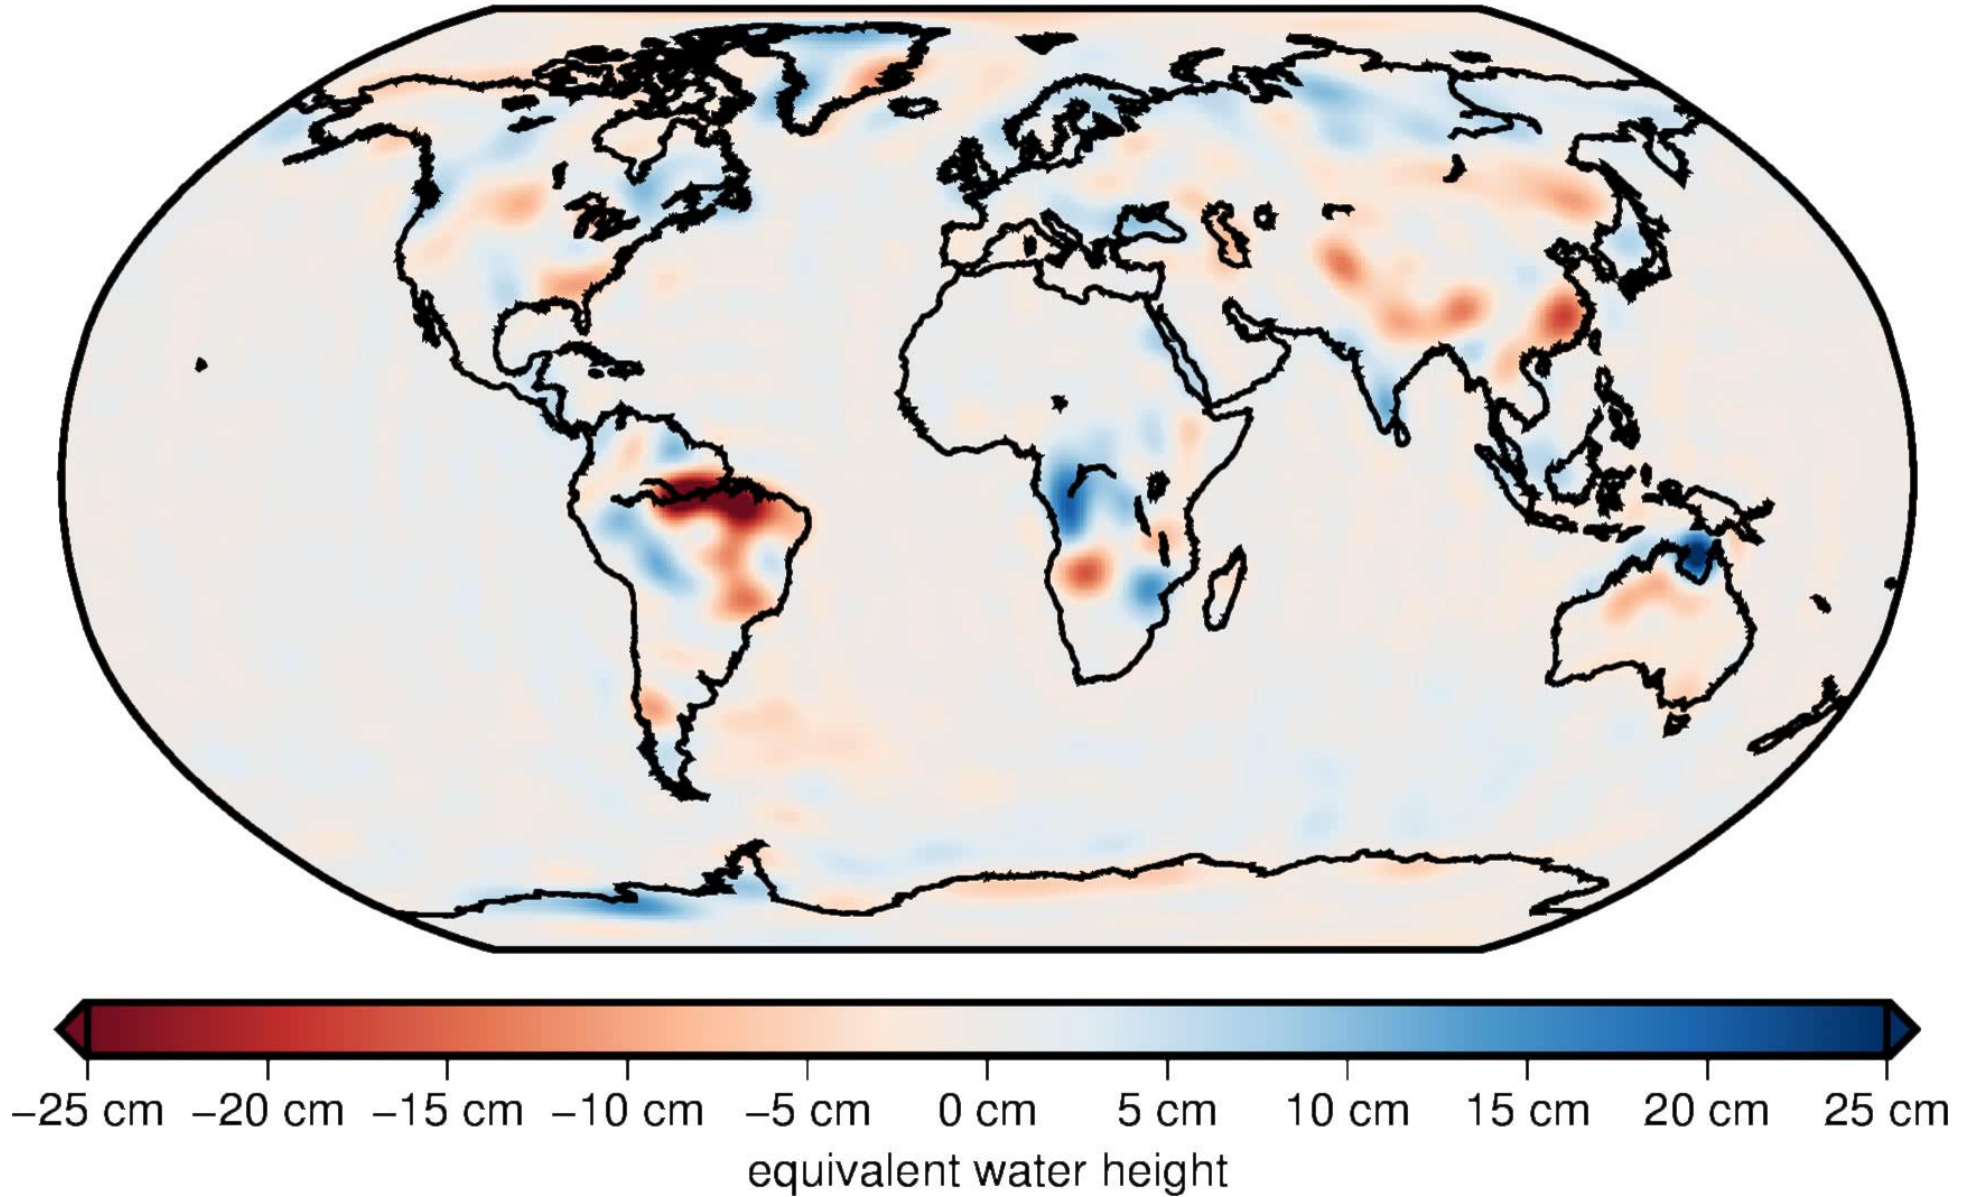 −25 cm −20 cm −15 cm −10 cm −5 cm 0 cm 5 cm 10 cm 15 cm 20 cm 25 cm
equivalent water height